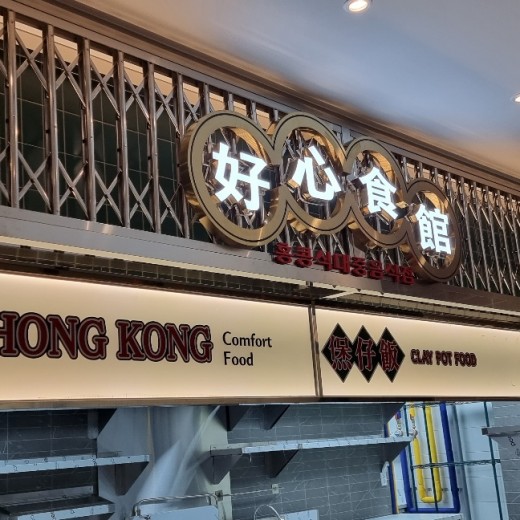 好心食館
홍콩식대중음식점
HONG KONG
Comfort
Food
煲仔飯
CLAY POT FOOD